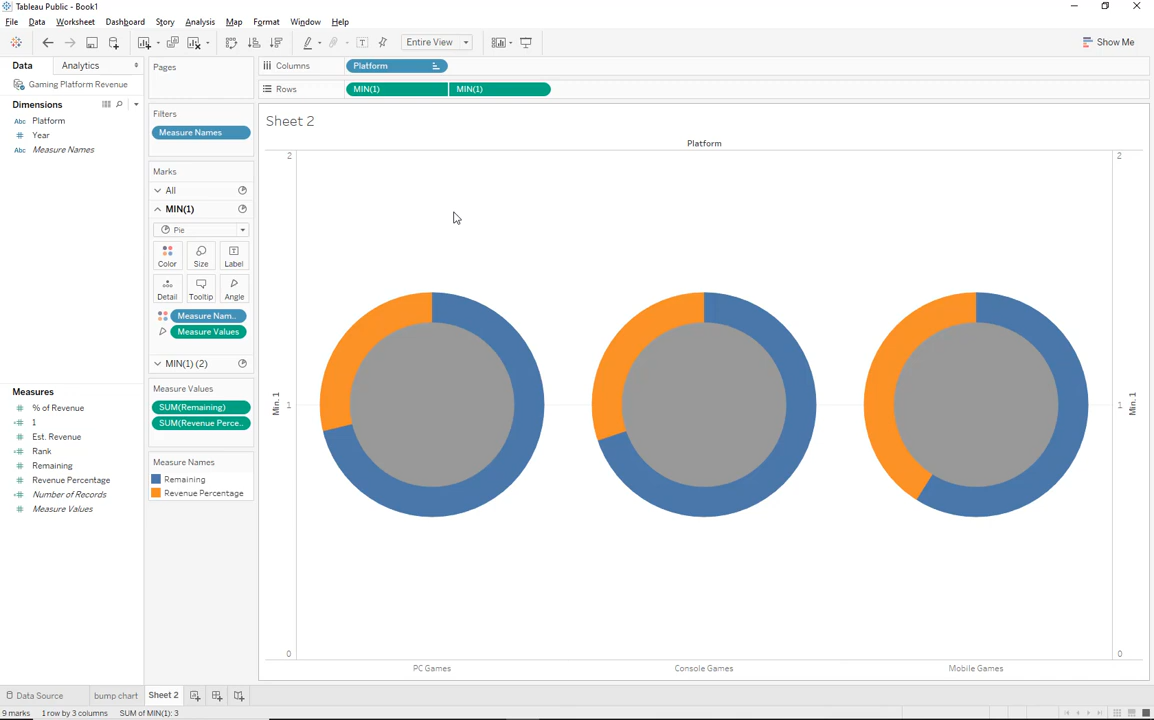 Tableau Public - Book1
File Data Worksheet Dashboard Story Analysis Map Format Window Help
Entire View
Show Me
Data Analytics
Gaming Platform Revenue
Dimensions
Abc Platform
# Year
Abc Measure Names
Measures
# % of Revenue
# 1
# Est. Revenue
# Rank
# Remaining
# Revenue Percentage
# Number of Records
# Measure Values
Pages
Filters
Measure Names
Marks
All
MIN(1)
Pie
Color Size Label
Detail Tooltip Angle
Measure Nam..
Measure Values
MIN(1) (2)
Measure Values
SUM(Remaining)
SUM(Revenue Perce..
Measure Names
Remaining
Revenue Percentage
Columns Platform
Rows MIN(1) MIN(1)
Sheet 2
Platform
2 2
Min. 1 1 1 Min. 1
0 0
PC Games Console Games Mobile Games
Data Source bump chart Sheet 2
9 marks 1 row by 3 columns SUM of MIN(1): 3